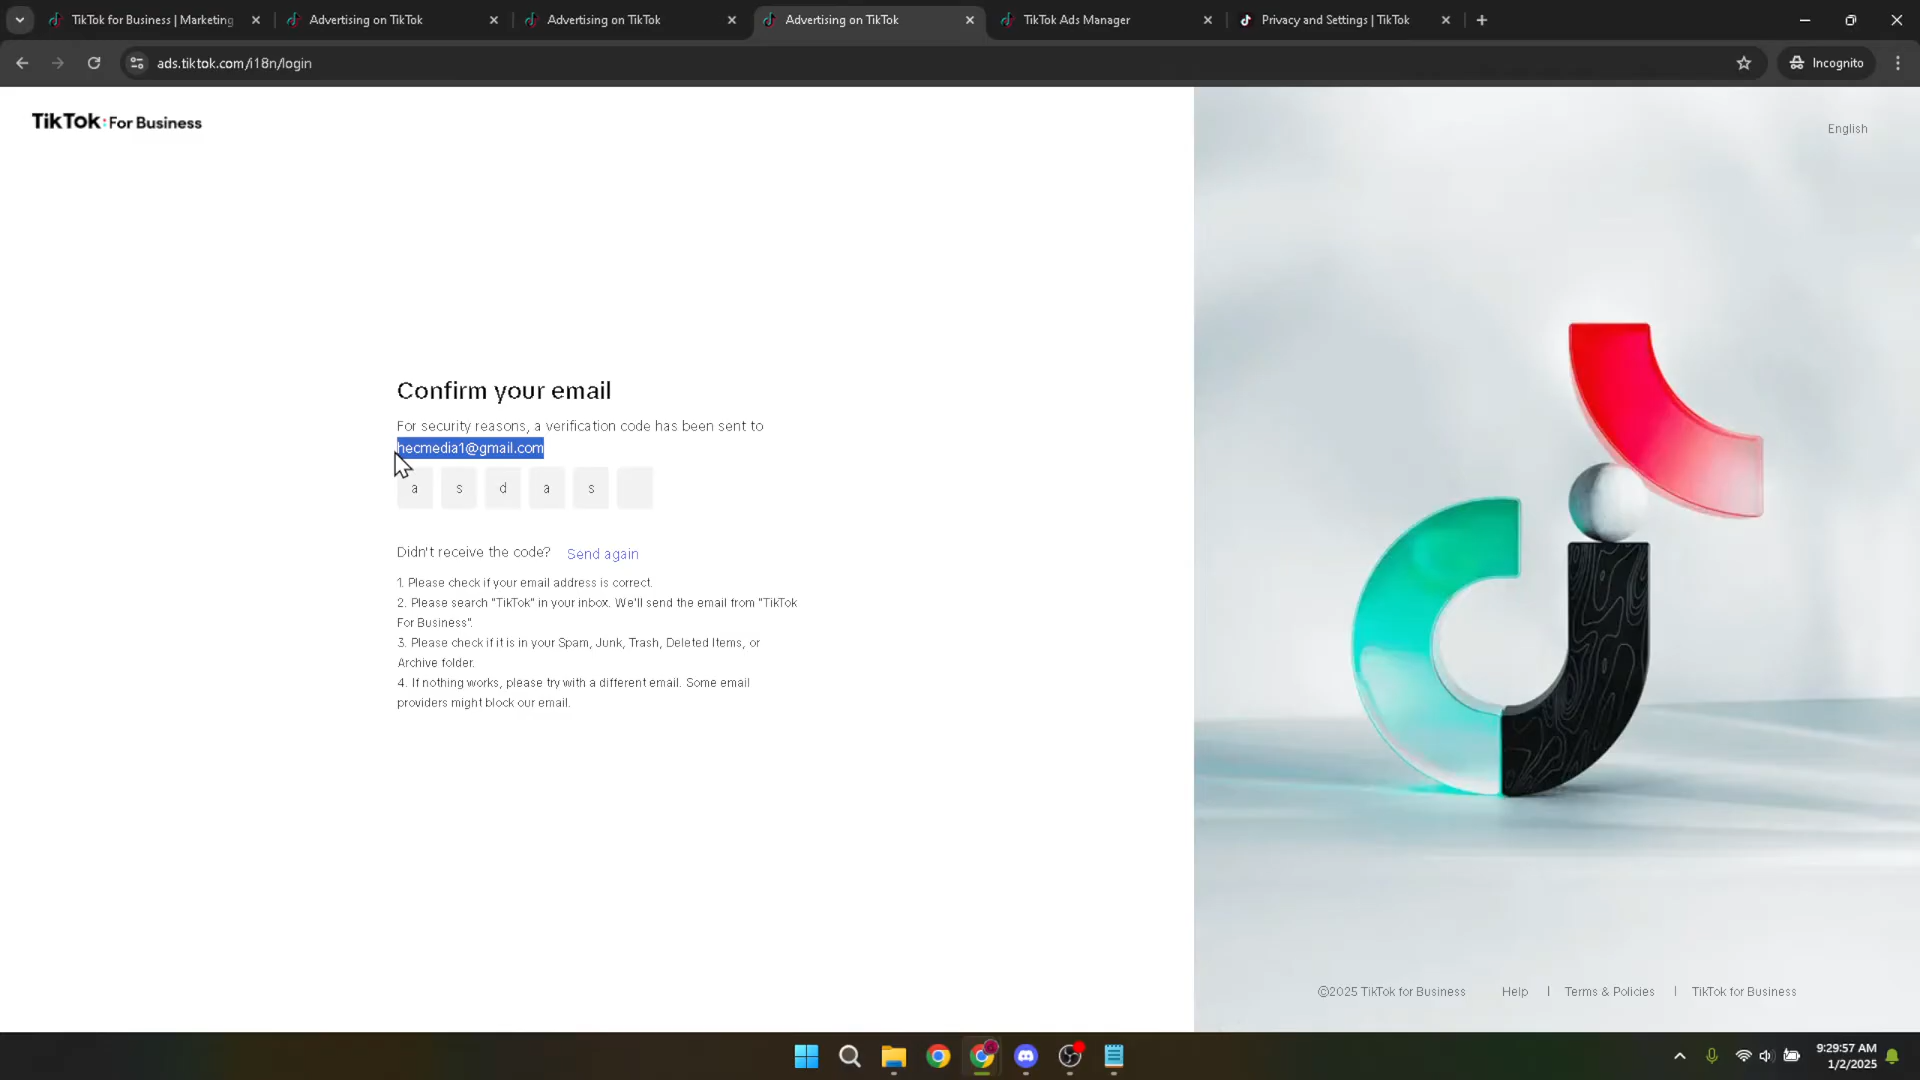 TikTok for Business | Marketing
Advertising on TikTok
Advertising on TikTok
Advertising on TikTok
TikTok Ads Manager
Privacy and Settings | TikTok
ads.tiktok.com/i18n/login
Incognito
TikTok: For Business
English
Confirm your email
For security reasons, a verification code has been sent to
hecmedia1@gmail.com
a s d a s
Didn't receive the code? Send again
1. Please check if your email address is correct.
2. Please search "TikTok" in your inbox. We'll send the email from "TikTok
For Business".
3. Please check if it is in your Spam, Junk, Trash, Deleted Items, or
Archive folder.
4. If nothing works, please try with a different email. Some email
providers might block our email.
©2025 TikTok for Business Help | Terms & Policies | TikTok for Business
9:29:57 AM
1/2/2025